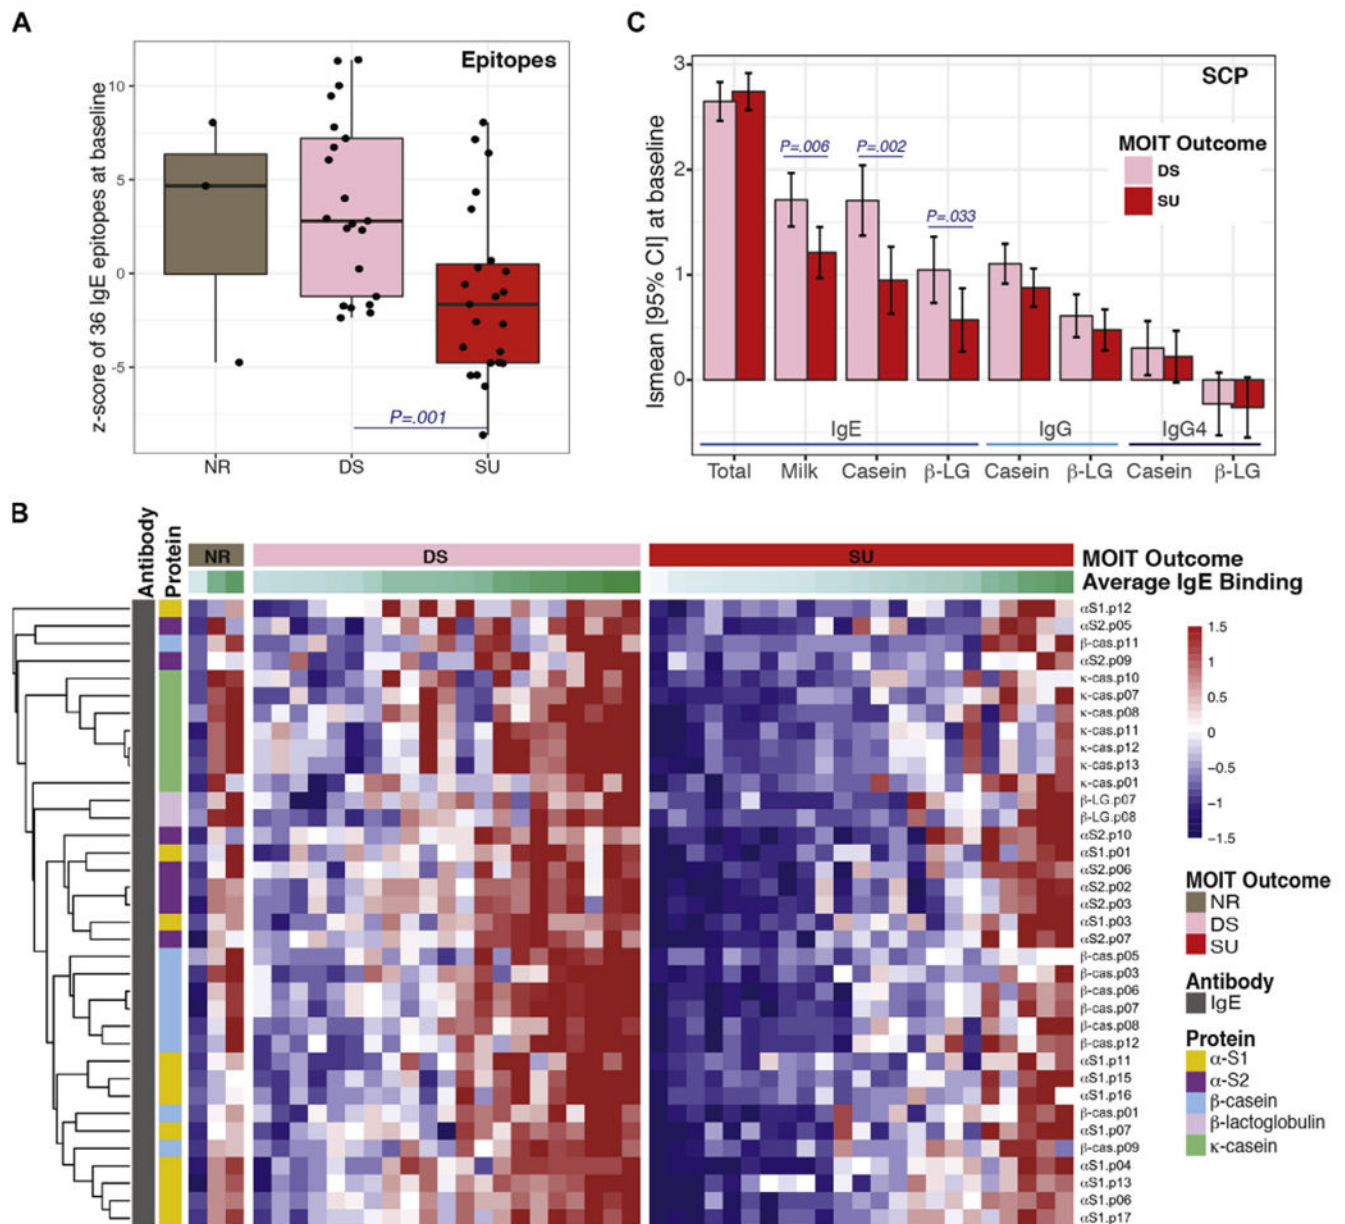 A
Epitopes
z-score of 36 IgE epitopes at baseline
10
5
0
-5
P=.001
NR DS SU
C
SCP
lsmean [95% CI] at baseline
3
2
1
0
P=.006
P=.002
P=.033
MOIT Outcome
DS
SU
IgE IgG IgG4
Total Milk Casein β-LG Casein β-LG Casein β-LG
B
Antibody
Protein
NR DS SU
MOIT Outcome
Average IgE Binding
αS1.p12
αS2.p05
β-cas.p11
αS2.p09
κ-cas.p10
κ-cas.p07
κ-cas.p08
κ-cas.p11
κ-cas.p12
κ-cas.p13
κ-cas.p01
β-LG.p07
β-LG.p08
αS2.p10
αS1.p01
αS2.p06
αS2.p02
αS2.p03
αS1.p03
αS2.p07
β-cas.p05
β-cas.p03
β-cas.p06
β-cas.p07
β-cas.p08
β-cas.p12
αS1.p11
αS1.p15
αS1.p16
β-cas.p01
αS1.p07
β-cas.p09
αS1.p04
αS1.p13
αS1.p06
αS1.p17
1.5
1
0.5
0
−0.5
−1
−1.5
MOIT Outcome
NR
DS
SU
Antibody
IgE
Protein
α-S1
α-S2
β-casein
β-lactoglobulin
κ-casein